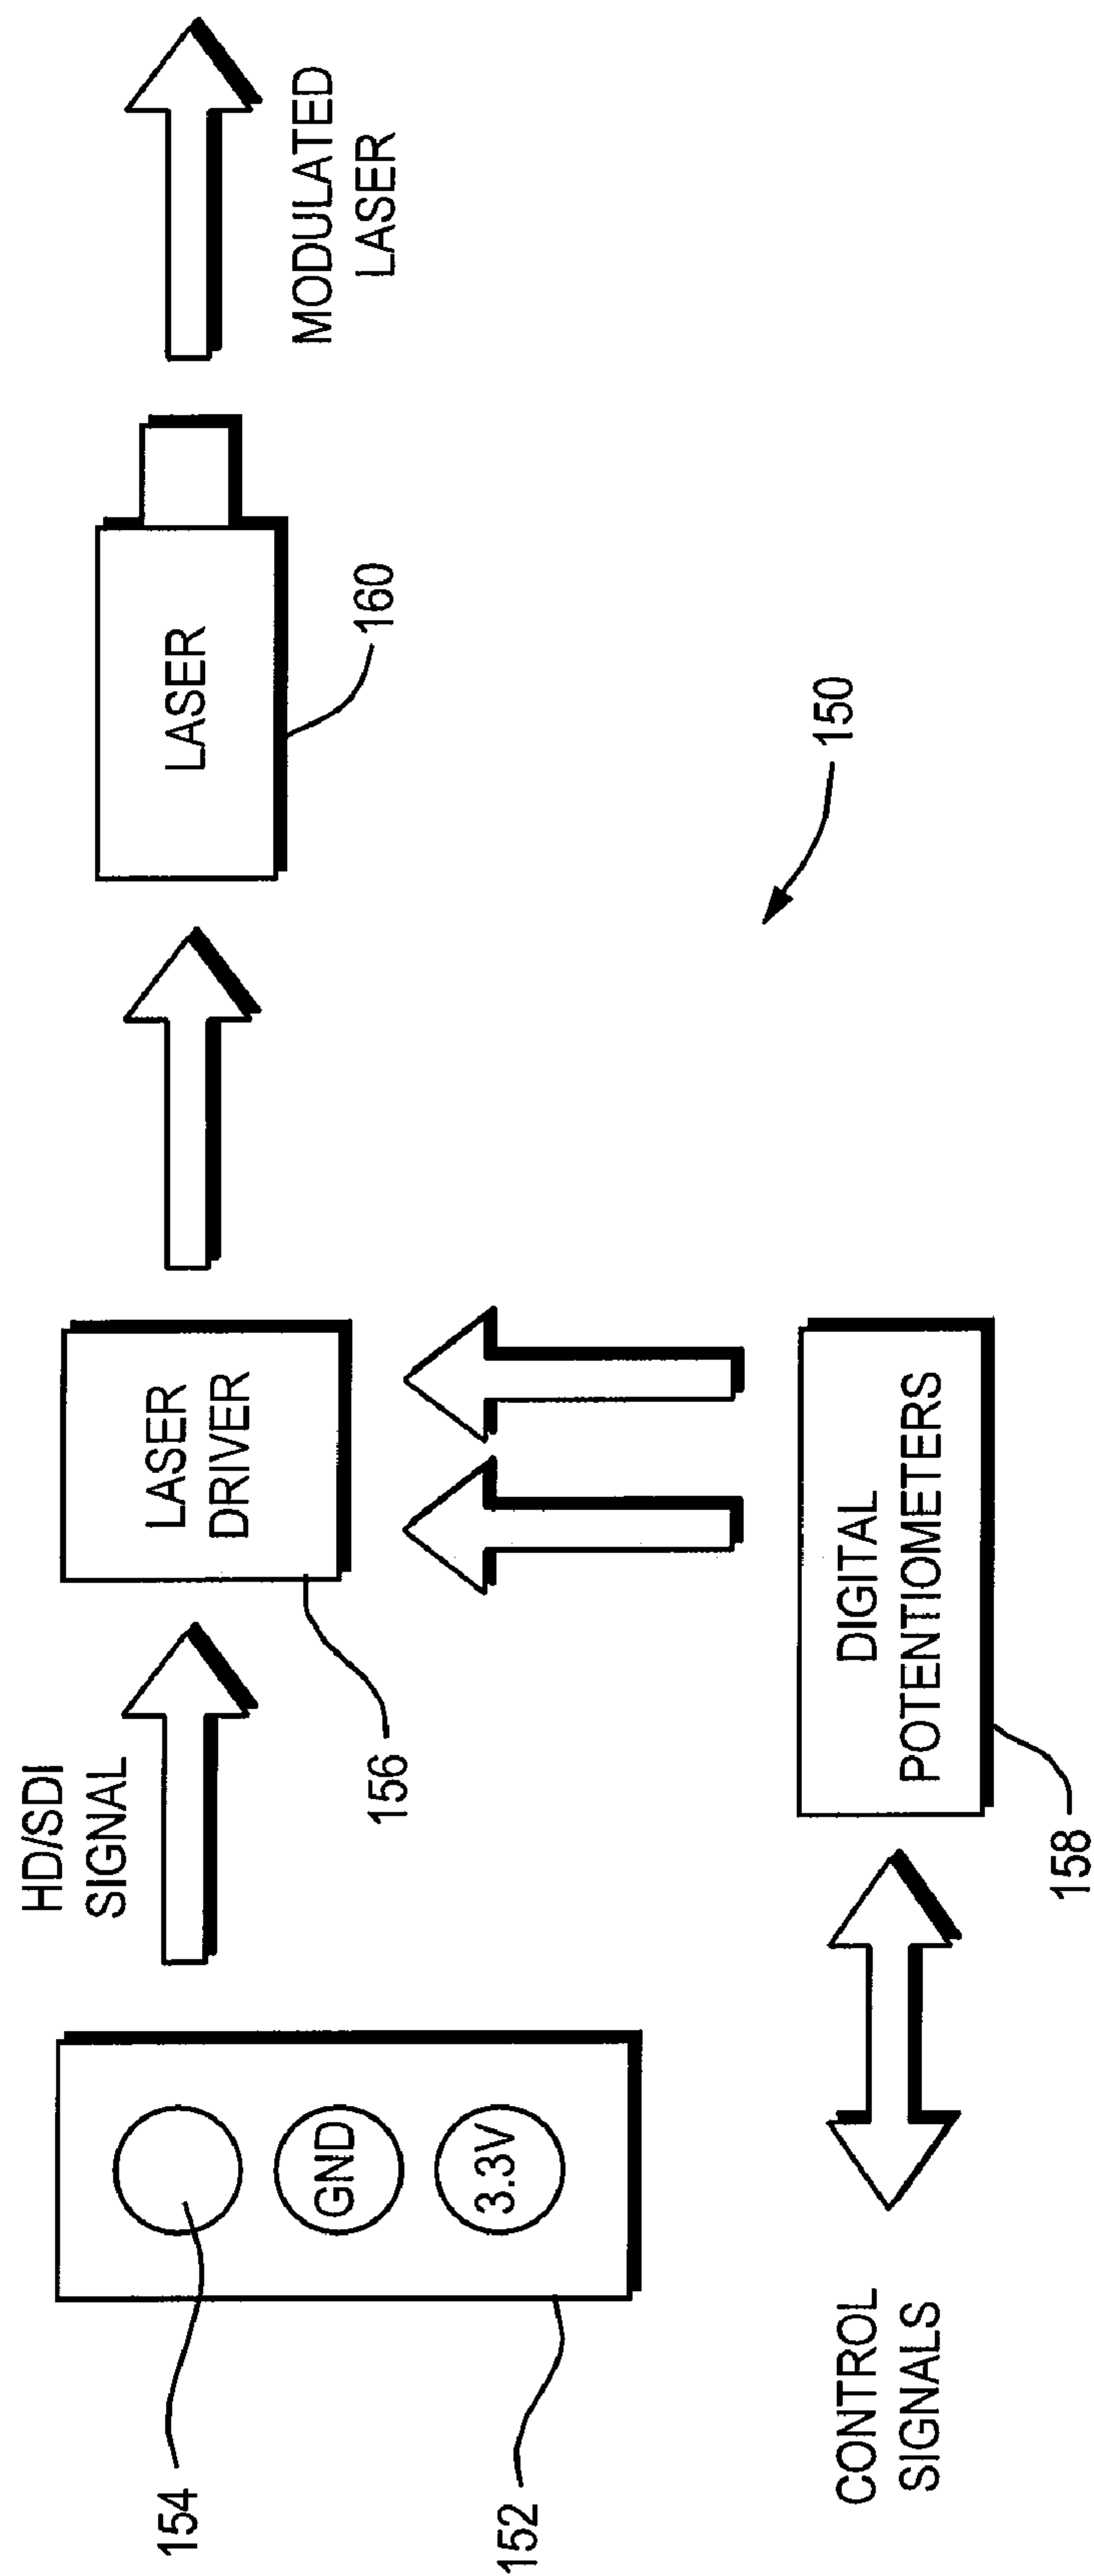 HD/SDI
SIGNAL
154
GND
3.3V
152
LASER
DRIVER
156
LASER
160
MODULATED
LASER
150
CONTROL
SIGNALS
DIGITAL
POTENTIOMETERS
158